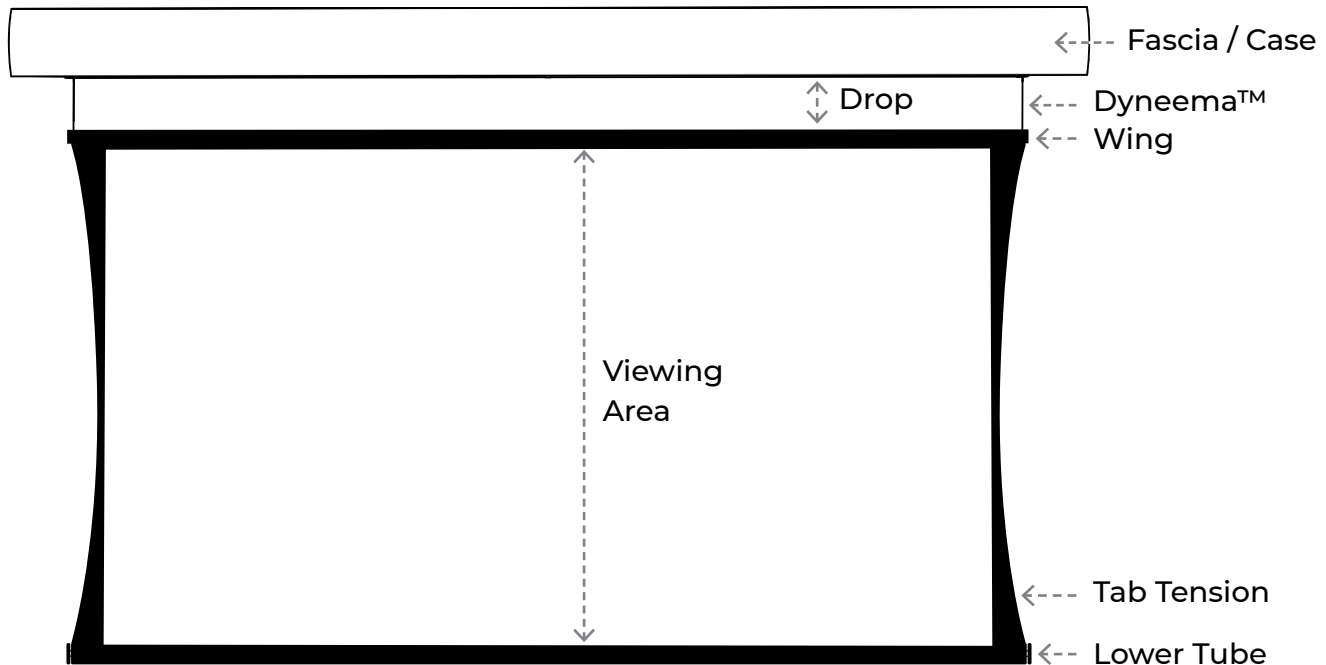 Fascia / Case
Drop
Dyneema™
Wing
Viewing
Area
Tab Tension
Lower Tube